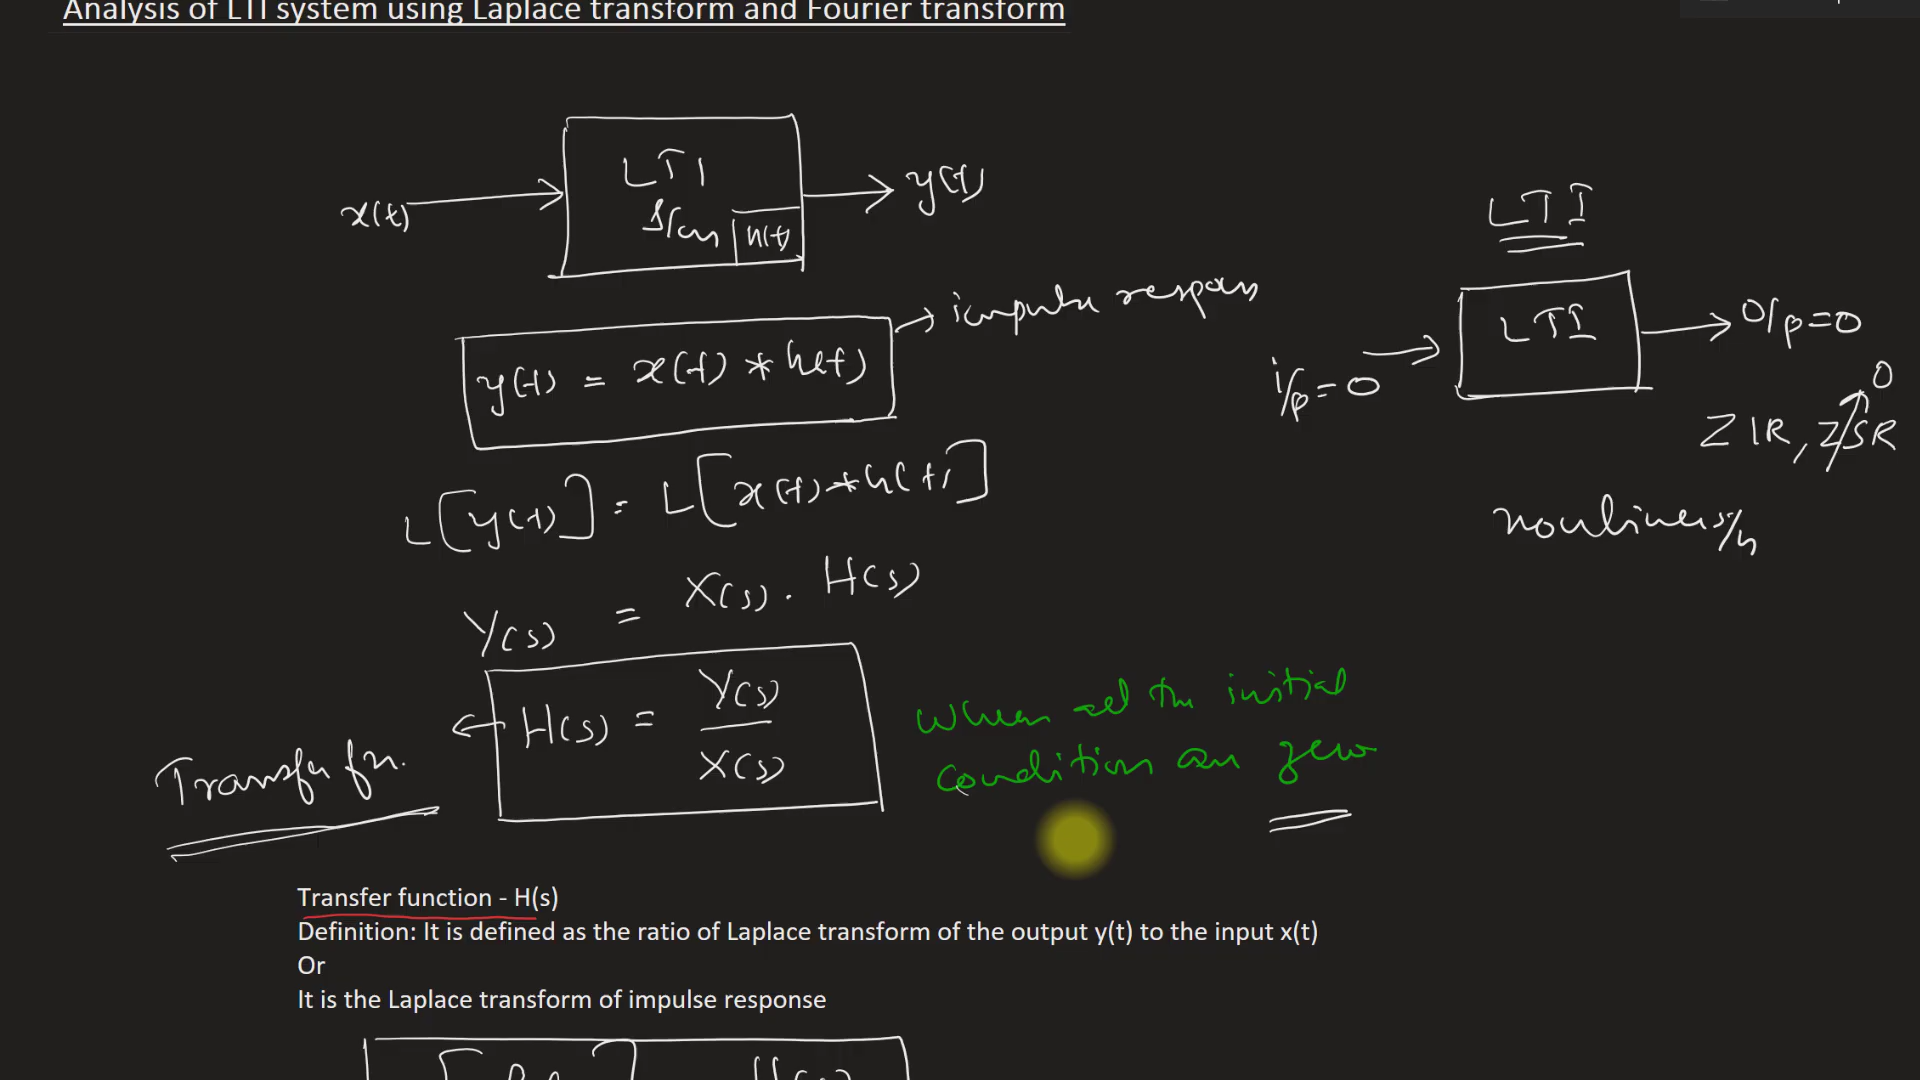 Analysis of LTI system using Laplace transform and Fourier transform
x(t)
LTI
h(t)
y(t)
y(t) = x(t) * h(t)
impulse
L[y(t)] = L[x(t)*h(t)]
Y(s) = X(s) . H(s)
H(s) = Y(s) / X(s)
Transfer fn.
When all the initial
condition are zero
LTI
i/p=0
LTI
o/p=0
0
ZIR, ZSR
Transfer function - H(s)
Definition: It is defined as the ratio of Laplace transform of the output y(t) to the input x(t)
Or
It is the Laplace transform of impulse response